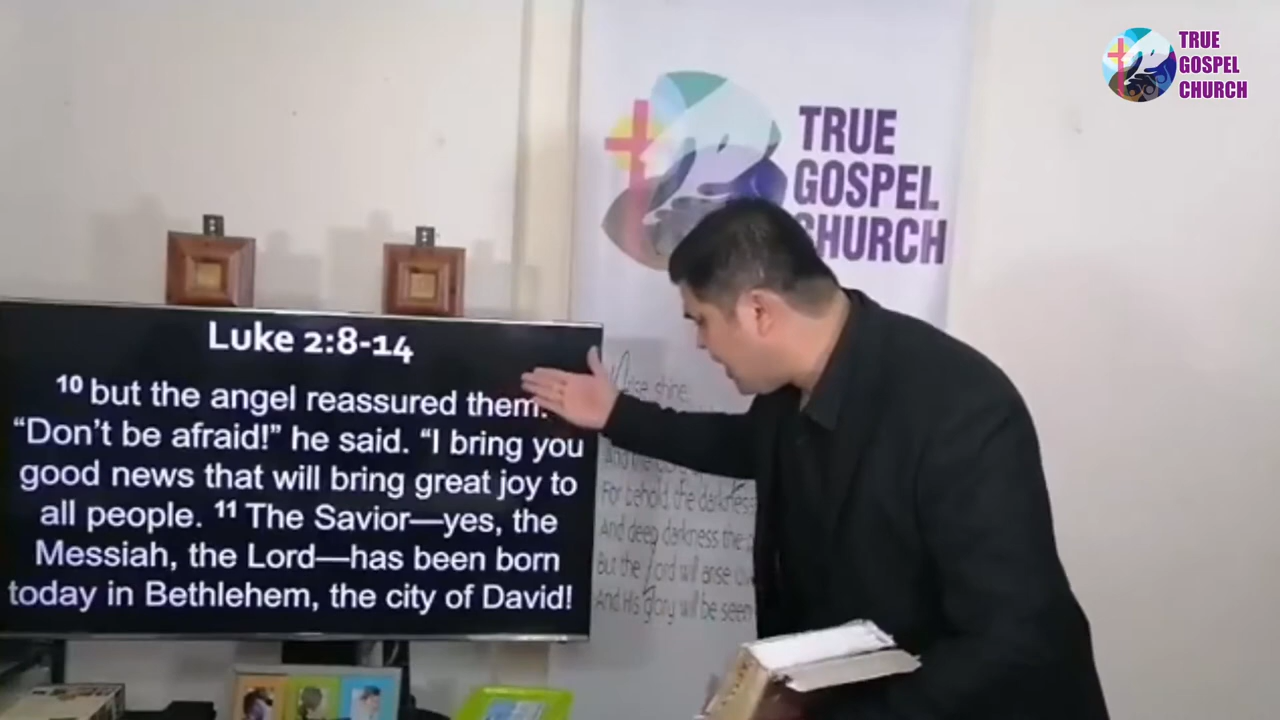 TRUE
GOSPEL
CHURCH
TRUE
GOSPEL
CHURCH
Luke 2:8-14
10 but the angel reassured them.
“Don’t be afraid!” he said. “I bring you
good news that will bring great joy to
all people. 11 The Savior—yes, the
Messiah, the Lord—has been born
today in Bethlehem, the city of David!
shine,
For behold, the darkness
And deep darkness the
But the Lord will arise
And His glory will be seen